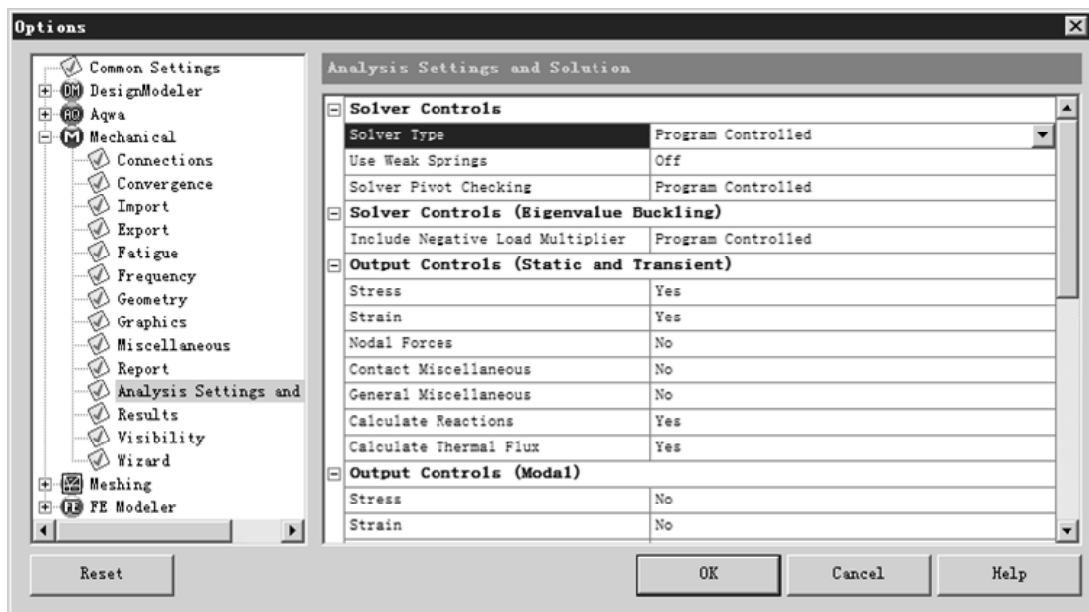 Options
Common Settings
DM DesignModeler
AQ Aqwa
M Mechanical
Connections
Convergence
Import
Export
Fatigue
Frequency
Geometry
Graphics
Miscellaneous
Report
Analysis Settings and
Results
Visibility
Wizard
Meshing
FE FE Modeler
Analysis Settings and Solution
Solver Controls
Solver Type Program Controlled
Use Weak Springs Off
Solver Pivot Checking Program Controlled
Solver Controls (Eigenvalue Buckling)
Include Negative Load Multiplier Program Controlled
Output Controls (Static and Transient)
Stress Yes
Strain Yes
Nodal Forces No
Contact Miscellaneous No
General Miscellaneous No
Calculate Reactions Yes
Calculate Thermal Flux Yes
Output Controls (Modal)
Stress No
Strain No
Reset OK Cancel Help